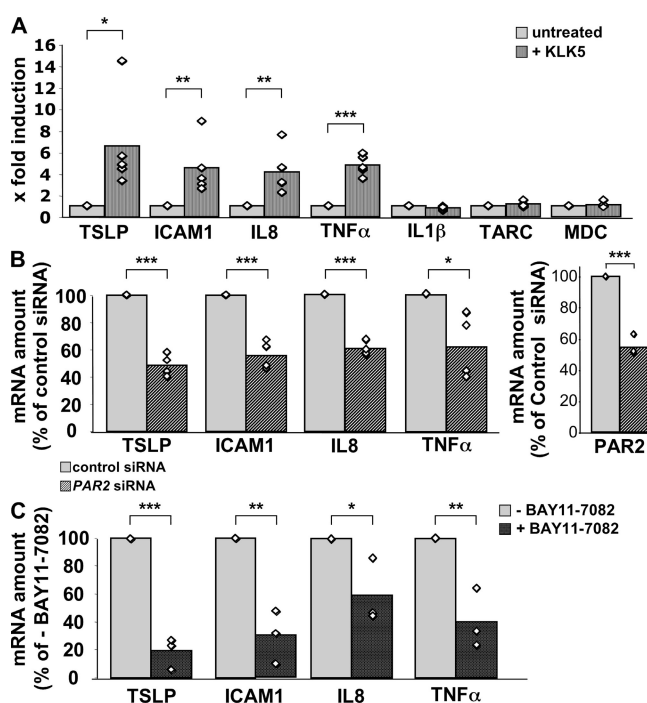 A
untreated
+ KLK5
x fold induction
16
14
12
10
8
6
4
2
0
* ** ** ***
TSLP ICAM1 IL8 TNFα IL1β TARC MDC
B
mRNA amount
(% of control siRNA)
100
80
60
40
20
0
*** *** *** *
TSLP ICAM1 IL8 TNFα
control siRNA
PAR2 siRNA
mRNA amount
(% of Control siRNA)
100
80
60
40
20
0
***
PAR2
C
- BAY11-7082
+ BAY11-7082
mRNA amount
(% of - BAY11-7082)
100
80
60
40
20
0
*** ** * **
TSLP ICAM1 IL8 TNFα